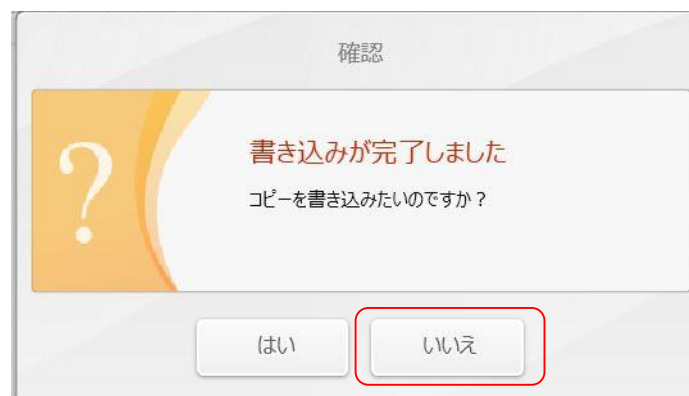 確認
?
書き込みが完了しました
コピーを書き込みたいのですか？
はい
いいえ